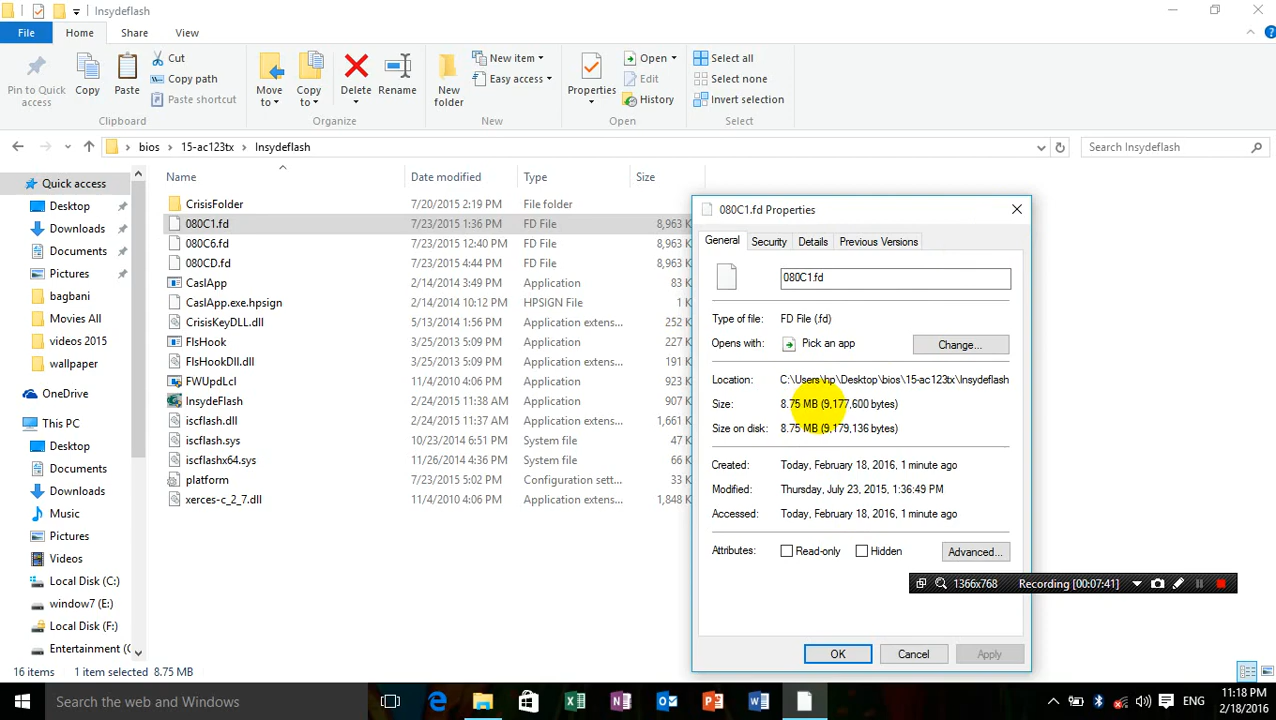 Insydeflash
File Home Share View
Pin to Quick access
Copy
Paste
Cut
Copy path
Paste shortcut
Clipboard
Move to
Copy to
Delete
Rename
Organize
New folder
New item
Easy access
New
Properties
Open
Edit
History
Open
Select all
Select none
Invert selection
Select
bios 15-ac123tx Insydeflash
Search Insydeflash
Quick access
Desktop
Downloads
Documents
Pictures
bagbani
Movies All
videos 2015
wallpaper
OneDrive
This PC
Desktop
Documents
Downloads
Music
Pictures
Videos
Local Disk (C:)
window7 (E:)
Local Disk (F:)
Entertainment (
Name Date modified Type Size
CrisisFolder 7/20/2015 2:19 PM File folder
080C1.fd 7/23/2015 1:36 PM FD File 8,963 K
080C6.fd 7/23/2015 12:40 PM FD File 8,963 K
080CD.fd 7/23/2015 4:44 PM FD File 8,963 K
CaslApp 2/14/2014 3:49 PM Application 83 K
CaslApp.exe.hpsign 2/14/2014 10:12 PM HPSIGN File 1 K
CrisisKeyDLL.dll 5/13/2014 1:56 PM Application extens... 252 K
FlsHook 3/25/2013 5:09 PM Application 227 K
FlsHookDll.dll 3/25/2013 5:09 PM Application extens... 361 K
FWUpdLcl 11/4/2010 4:06 PM Application 923 K
InsydeFlash 2/21/2014 11:38 AM Application 907 K
iscflash.dll 2/21/2014 11:37 AM Application extens... 1,661 K
iscflash.sys 10/23/2014 6:51 PM System file 47 K
iscflashx64.sys 11/26/2014 4:36 PM System file 66 K
platform 7/23/2015 5:02 PM Configuration sett... 33 K
xerces-c_2_7.dll 11/4/2010 4:06 PM Application extens... 1,848 K
080C1.fd Properties
General Security Details Previous Versions
080C1.fd
Type of file: FD File (.fd)
Opens with: Pick an app Change...
Location: C:\Users\hp\Desktop\bios\15-ac123tx\Insydeflash
Size: 8.75 MB (9,177,600 bytes)
Size on disk: 8.75 MB (9,179,136 bytes)
Created: Today, February 18, 2016, 1 minute ago
Modified: Thursday, July 23, 2015, 1:36:49 PM
Accessed: Today, February 18, 2016, 1 minute ago
Attributes: Read-only Hidden Advanced...
1366x768 Recording [00:07:41]
OK Cancel Apply
16 items 1 item selected 8.75 MB
Search the web and Windows
ENG
11:18 PM
2/18/2016